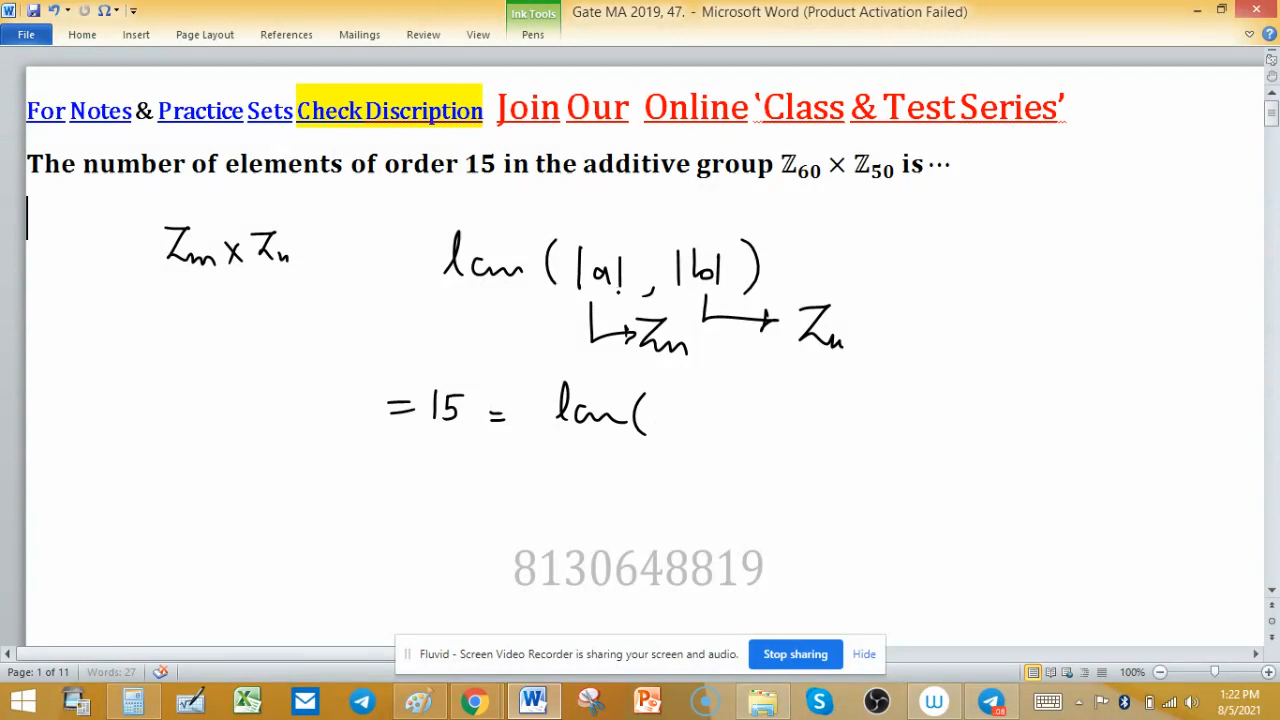 Ink Tools
Gate MA 2019, 47. - Microsoft Word (Product Activation Failed)
File Home Insert Page Layout References Mailings Review View Pens
For Notes & Practice Sets Check Discription Join Our Online ‘Class & Test Series’
The number of elements of order 15 in the additive group ℤ₆₀ × ℤ₅₀ is ⋯
Zm x Zn lcm ( |a| , |b| )
Zm Zn
= 15 = lcm(
8130648819
Fluvid - Screen Video Recorder is sharing your screen and audio. Stop sharing Hide
Page: 1 of 11 Words: 27 100%
1:22 PM
8/5/2021